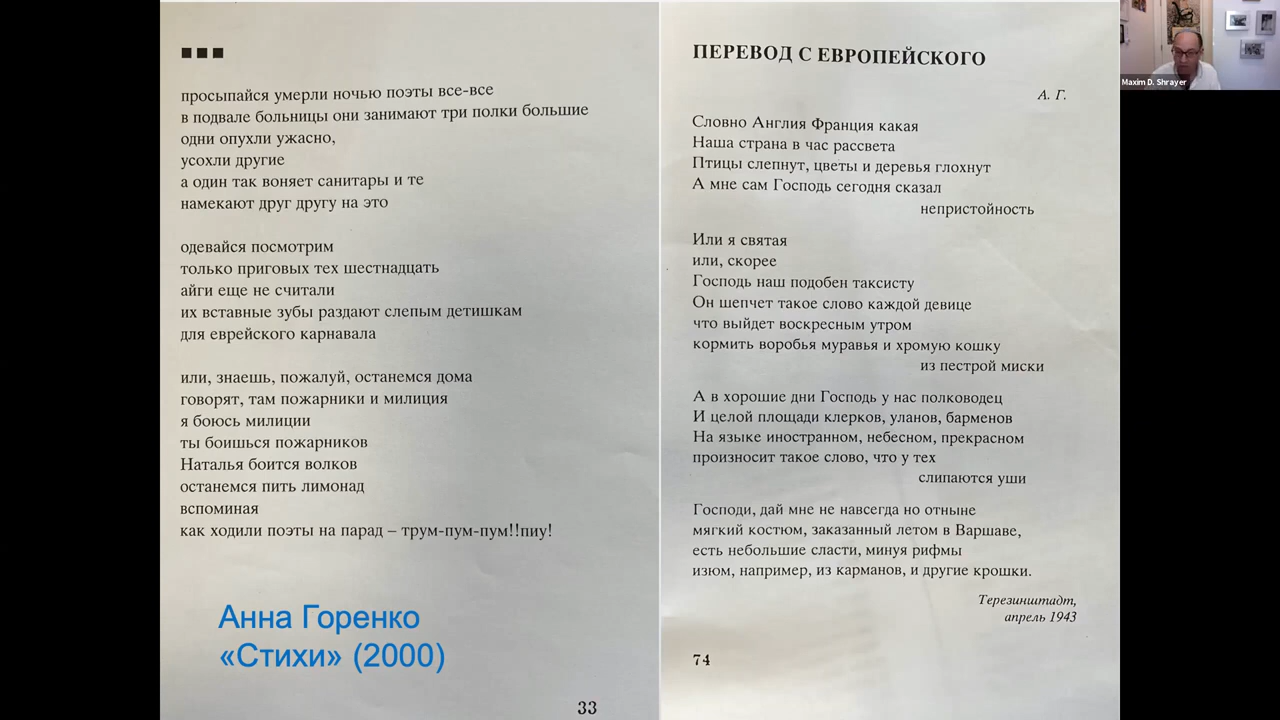 ■ ■ ■
просыпайся умерли ночью поэты все-все
в подвале больницы они занимают три полки большие
одни опухли ужасно,
усохли другие
а один так воняет санитары и те
намекают друг другу на это
одевайся посмотрим
только приговых тех шестнадцать
айги еще не считали
их вставные зубы раздают слепым детишкам
для еврейского карнавала
или, знаешь, пожалуй, останемся дома
говорят, там пожарники и милиция
я боюсь милиции
ты боишься пожарников
Наталья боится волков
останемся пить лимонад
вспоминая
как ходили поэты на парад – трум-пум-пум!!пиу!
Анна Горенко
«Стихи» (2000)
33
ПЕРЕВОД С ЕВРОПЕЙСКОГО
А. Г.
Словно Англия Франция какая
Наша страна в час рассвета
Птицы слепнут, цветы и деревья глохнут
А мне сам Господь сегодня сказал
непристойность
Или я святая
или, скорее
Господь наш подобен таксисту
Он шепчет такое слово каждой девице
что выйдет воскресным утром
кормить воробья муравья и хромую кошку
из пестрой миски
А в хорошие дни Господь у нас полководец
И целой площади клерков, уланов, барменов
На языке иностранном, небесном, прекрасном
произносит такое слово, что у тех
слипаются уши
Господи, дай мне не навсегда но отныне
мягкий костюм, заказанный летом в Варшаве,
есть небольшие сласти, минуя рифмы
изюм, например, из карманов, и другие крошки.
Терезинштадт,
апрель 1943
74
Maxim D. Shrayer